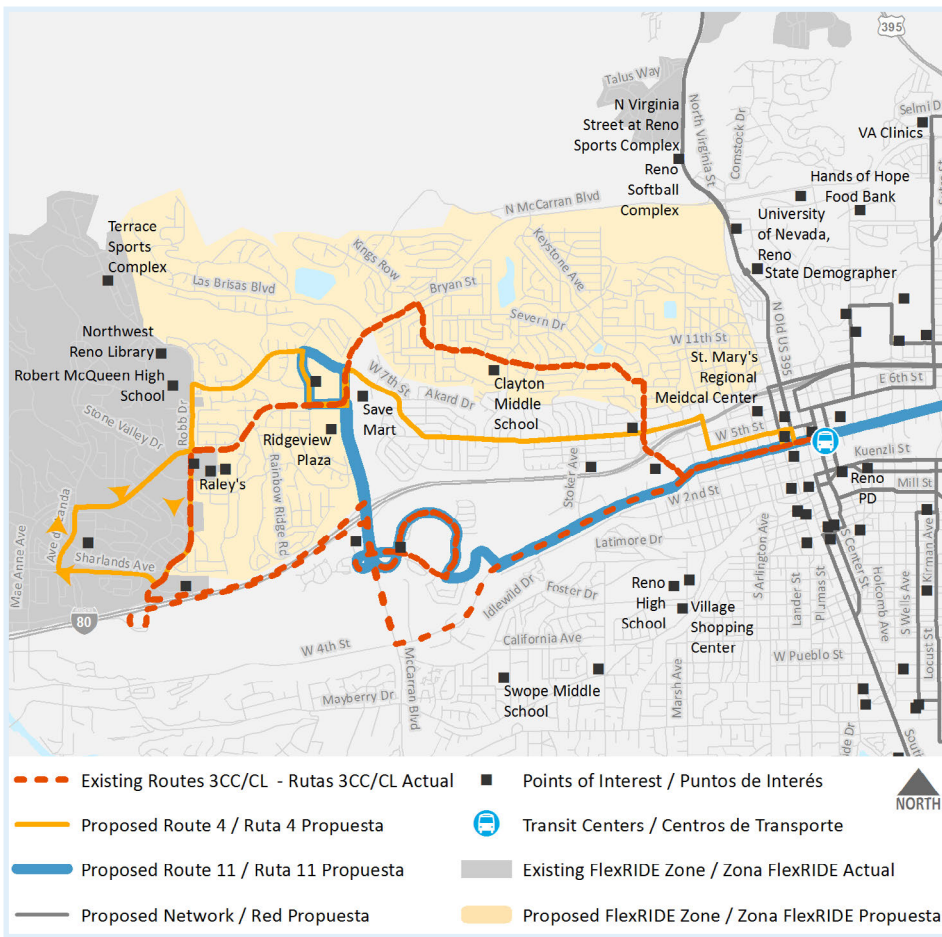 395
Talus Way
N Virginia
Street at Reno
Sports Complex
North Virginia St
Comstock Dr
Selmi D
VA Clinics
Reno
Softball
Complex
Hands of Hope
Food Bank
N McCarran Blvd
University
of Nevada,
Reno
State Demographer
Terrace
Sports
Complex
Kings Row
Keystone Ave
Las Brisas Blvd
Bryan St
Severn Dr
N Old US 395
W 11th St
Northwest
Reno Library
Robert McQueen High
School
St. Mary's
Regional
Meidcal Center
E 6th St
W 7th St
Akard Dr
Clayton
Middle
School
Save
Mart
Stone Valley Dr
Robb Dr
Ridgeview
Plaza
W 5th St
Kuenzli St
Raley's
Rainbow Ridge Rd
Stoker Ave
W 2nd St
Reno
PD
Mill St
Mae Anne Ave
Sharlands Ave
Latimore Dr
S Arlington Ave
S Center St
Kirman Ave
80
Idlewild Dr
Foster Dr
Reno
High
School
Village
Shopping
Center
Lander St
Plumas St
Holcomb Ave
S Wells Ave
Locust St
W 4th St
McCarran Blvd
California Ave
W Pueblo St
Mayberry Dr
Swope Middle
School
Marsh Ave
Existing Routes 3CC/CL - Rutas 3CC/CL Actual
Points of Interest / Puntos de Interés
NORTH
Proposed Route 4 / Ruta 4 Propuesta
Transit Centers / Centros de Transporte
Proposed Route 11 / Ruta 11 Propuesta
Existing FlexRIDE Zone / Zona FlexRIDE Actual
Proposed Network / Red Propuesta
Proposed FlexRIDE Zone / Zona FlexRIDE Propuesta